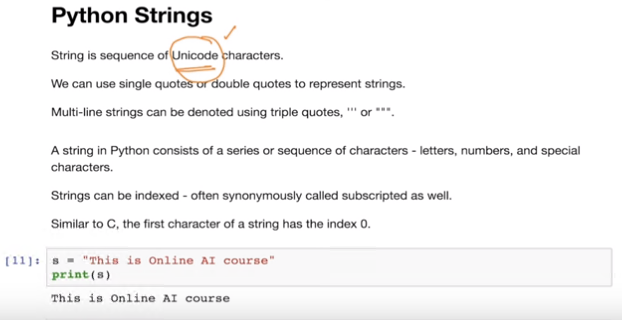 Python Strings
String is sequence of Unicode characters.
We can use single quotes or double quotes to represent strings.
Multi-line strings can be denoted using triple quotes, ''' or """.
A string in Python consists of a series or sequence of characters - letters, numbers, and special
characters.
Strings can be indexed - often synonymously called subscripted as well.
Similar to C, the first character of a string has the index 0.
[11]: s = "This is Online AI course"
print(s)
This is Online AI course